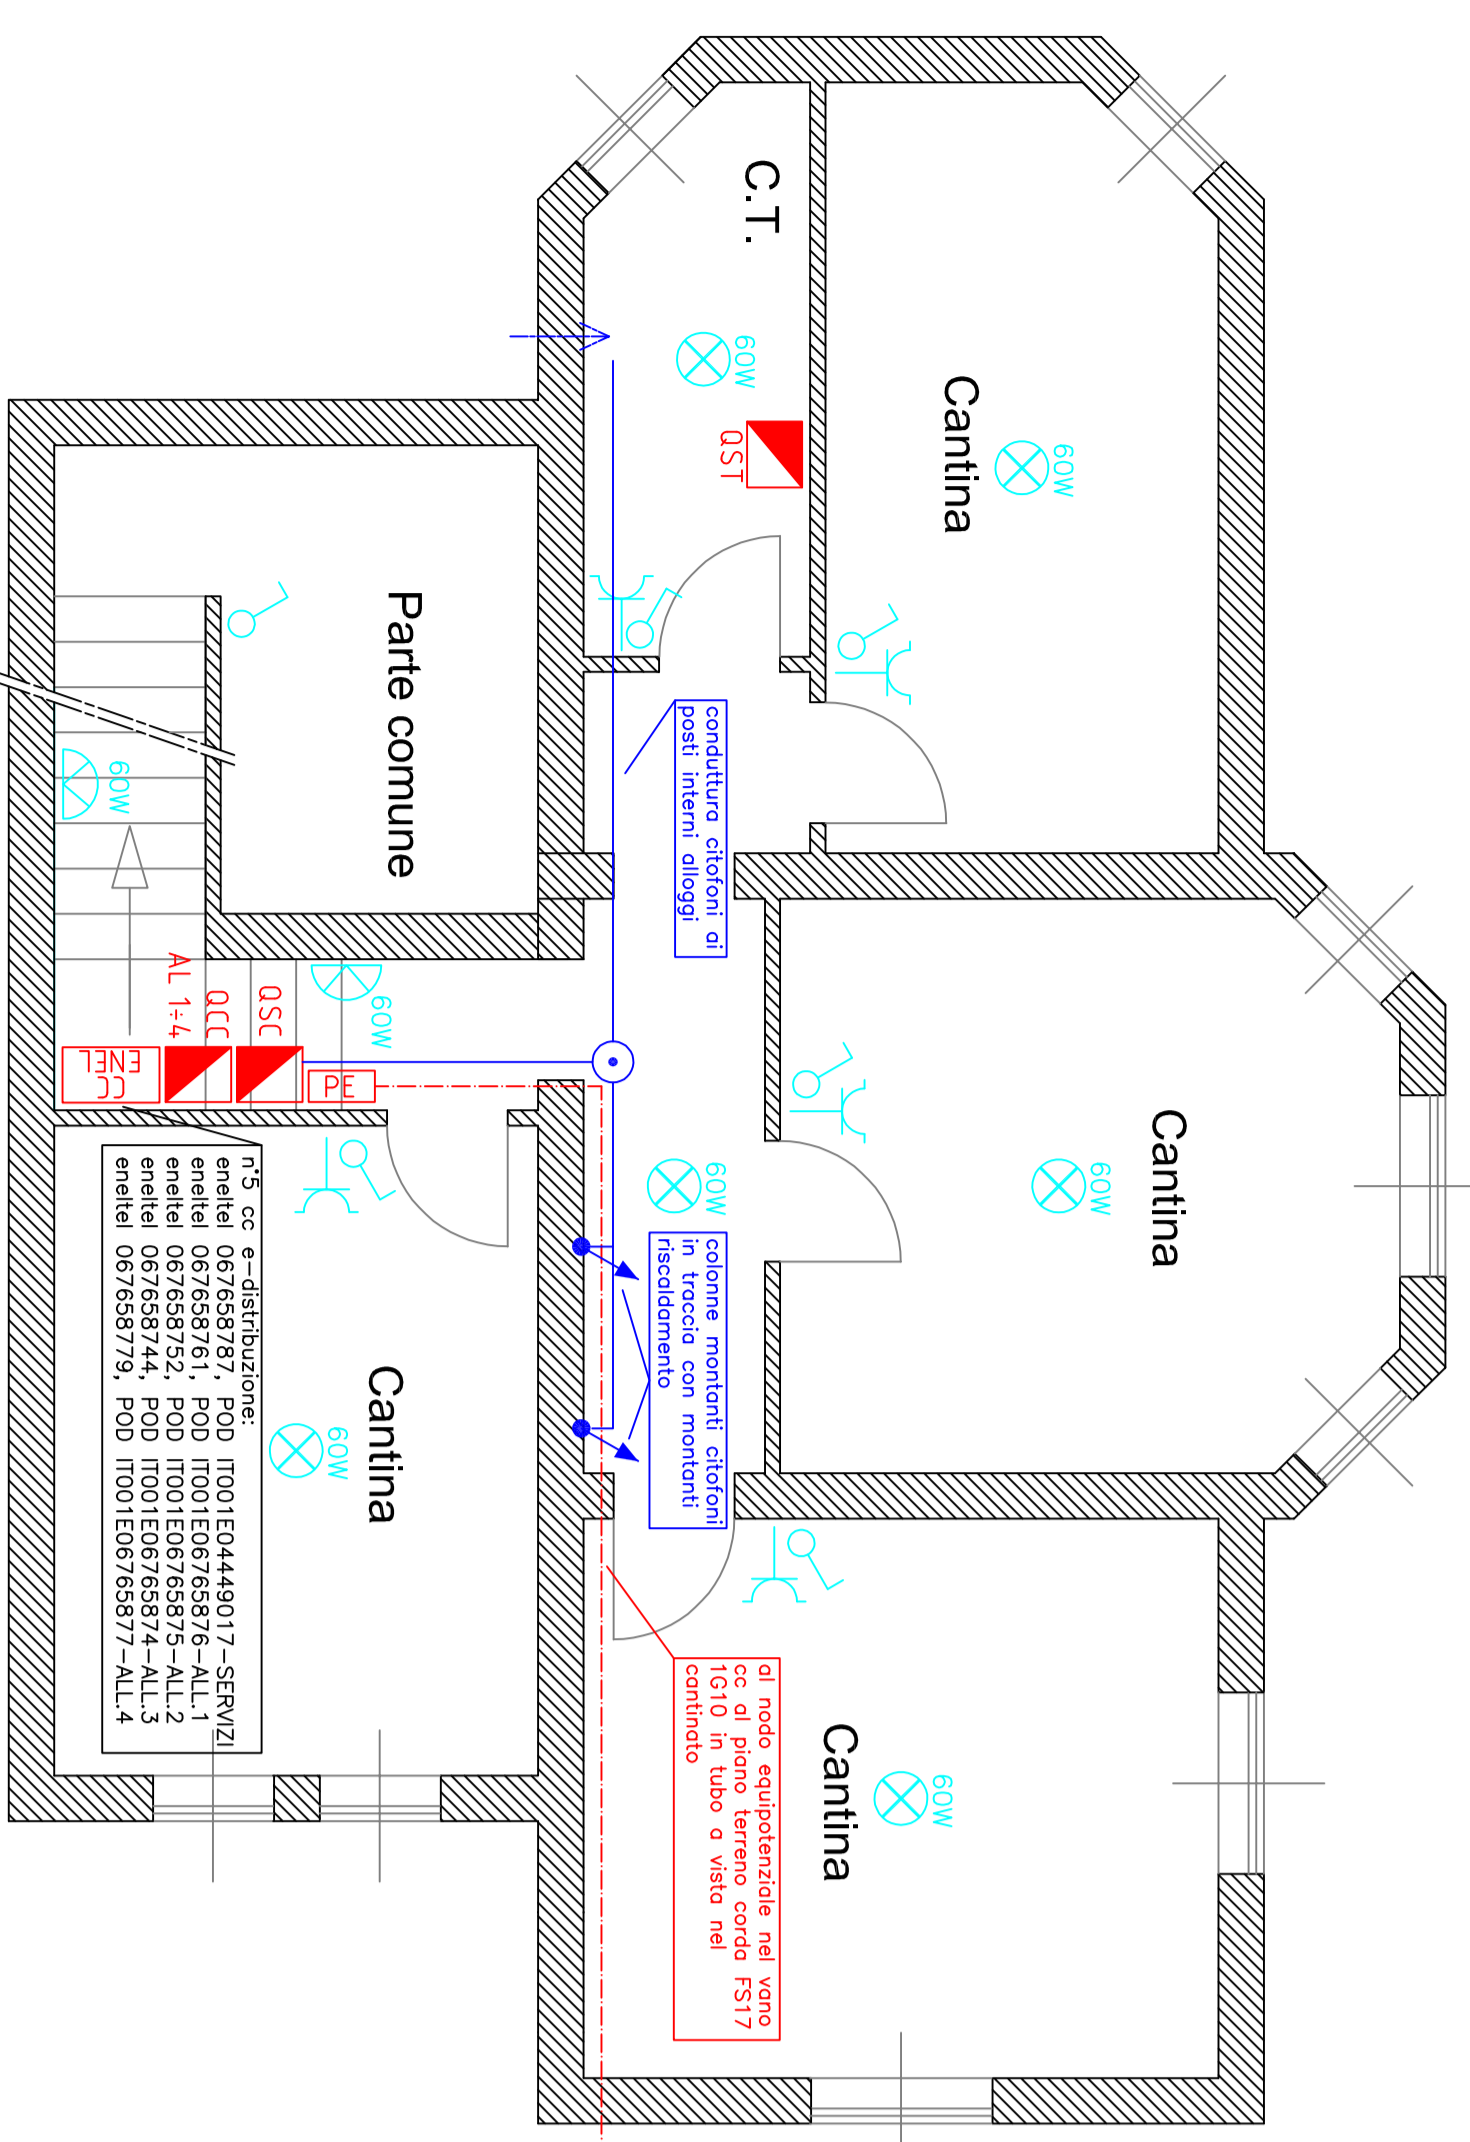 C.T.
60W
QST
Cantina
60W
Parte comune
60W
conduttura citofoni ai
posti interni alloggi
60W
QSC
QCC
AL 1÷4
CC
ENEL
PE
Cantina
60W
60W
colonne montanti citofoni
in traccia con montanti
riscaldamento
n°5 cc e-distribuzione:
eneltel 067658787, POD IT001E04449017-SERVIZI
eneltel 067658761, POD IT001E06765876-ALL.1
eneltel 067658752, POD IT001E06765875-ALL.2
eneltel 067658744, POD IT001E06765874-ALL.3
eneltel 067658779, POD IT001E06765877-ALL.4
Cantina
60W
al nodo equipotenziale nel vano
cc al piano terreno corda FS17
1G10 in tubo a vista nel
cantinato
Cantina
60W